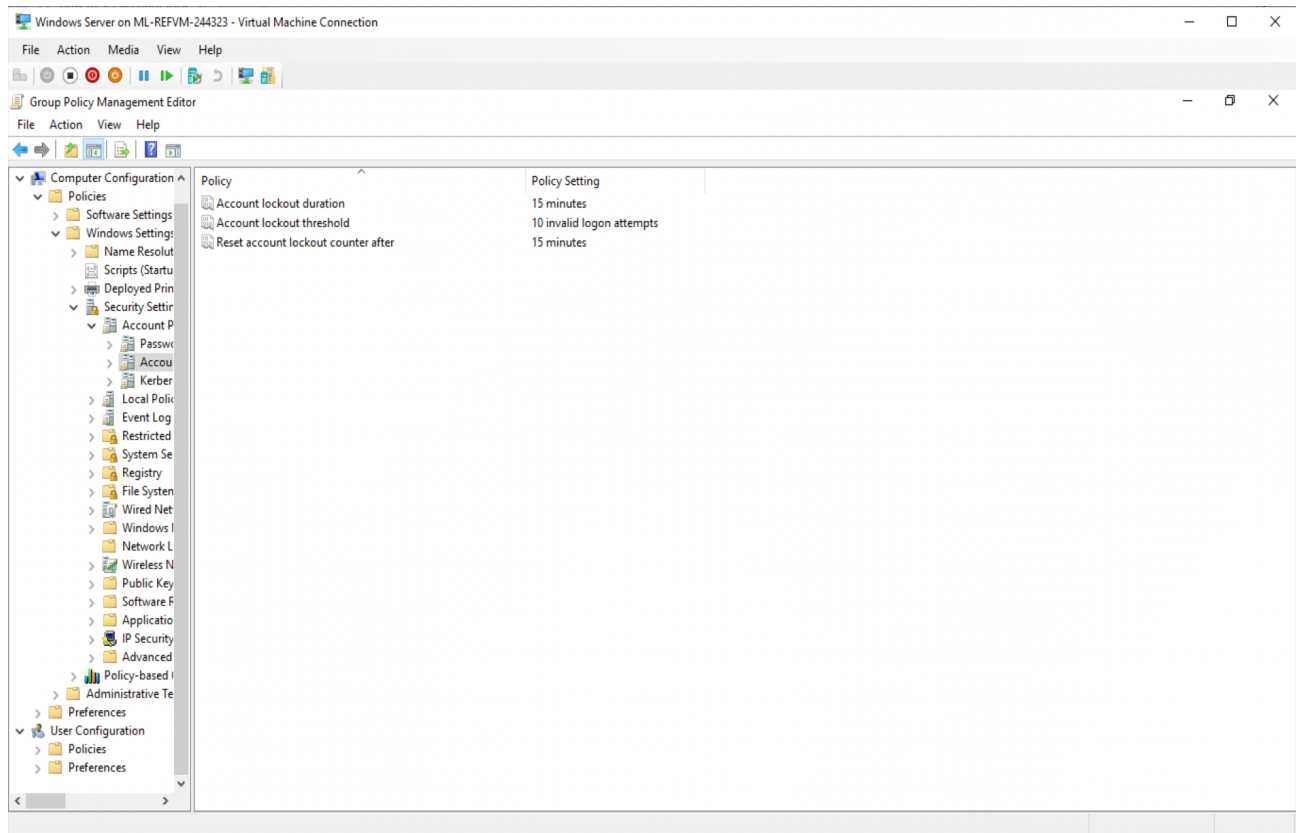 Windows Server on ML-REFVM-244323 - Virtual Machine Connection
File Action Media View Help
Group Policy Management Editor
File Action View Help
Computer Configuration
Policies
Software Settings
Windows Settings
Name Resolut
Scripts (Startu
Deployed Prin
Security Settin
Account P
Passwo
Accou
Kerber
Local Polic
Event Log
Restricted
System Se
Registry
File System
Wired Net
Windows
Network L
Wireless N
Public Key
Software R
Applicatio
IP Security
Advanced
Policy-based
Administrative Te
Preferences
User Configuration
Policies
Preferences
Policy Policy Setting
Account lockout duration 15 minutes
Account lockout threshold 10 invalid logon attempts
Reset account lockout counter after 15 minutes